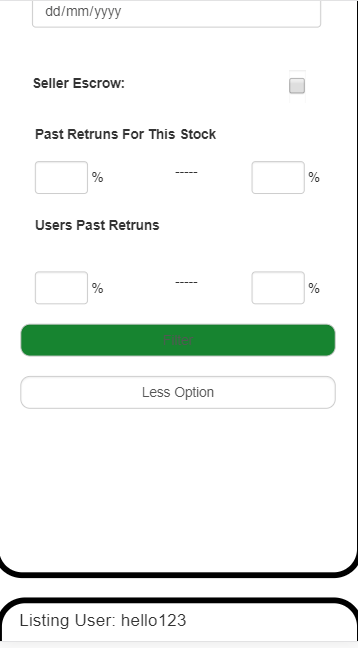 dd/mm/yyyy
Seller Escrow:
Past Retruns For This Stock
% ----- %
Users Past Retruns
% ----- %
Filter
Less Option
Listing User: hello123